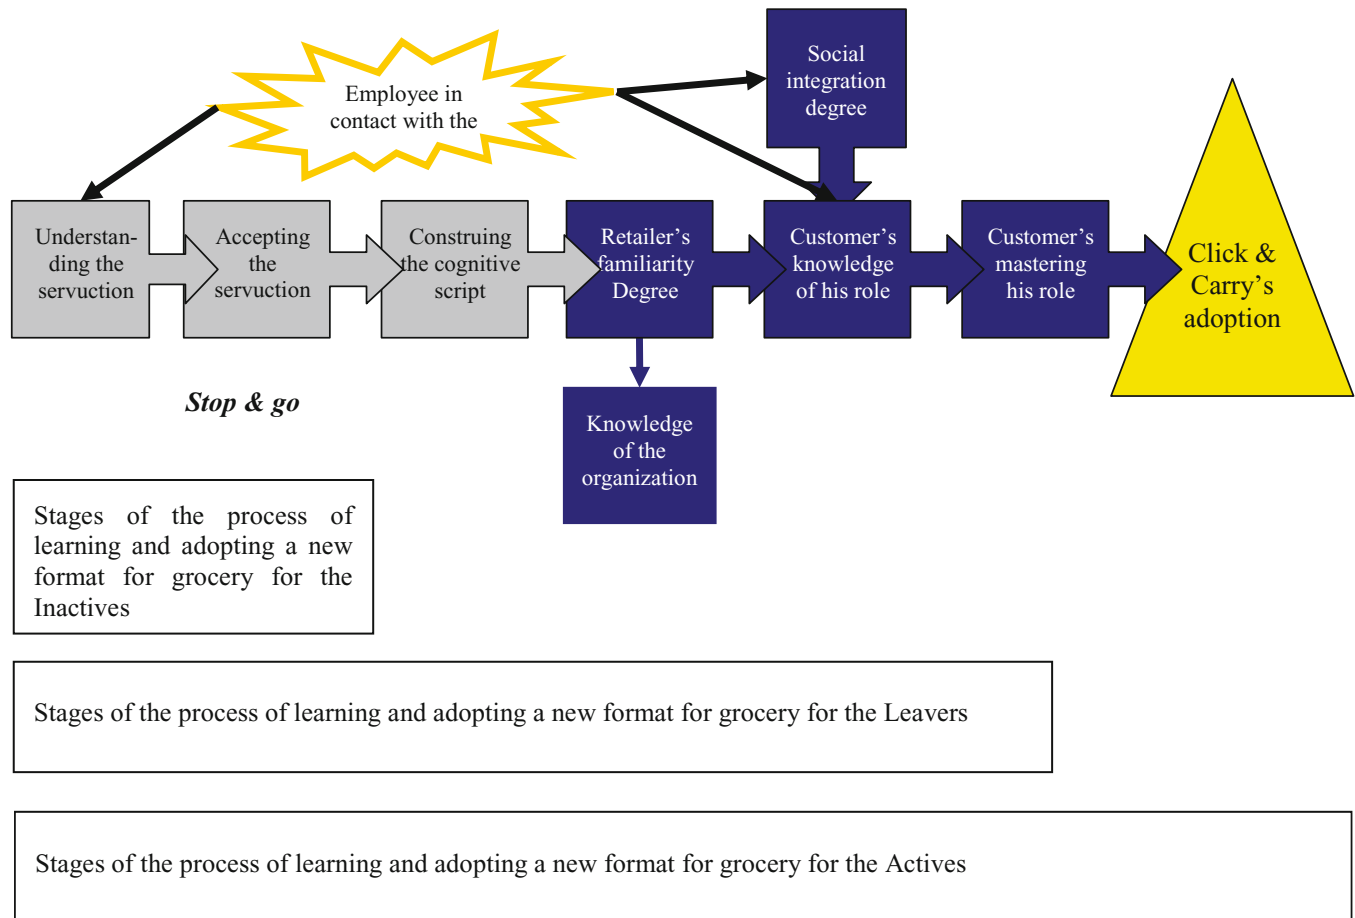 Employee in
contact with the
Social
integration
degree
Understan-
ding the
servuction
Accepting
the
servuction
Construing
the cognitive
script
Retailer's
familiarity
Degree
Customer's
knowledge
of his role
Customer's
mastering
his role
Click &
Carry's
adoption
Stop & go
Knowledge
of the
organization
Stages of the process of
learning and adopting a new
format for grocery for the
Inactives
Stages of the process of learning and adopting a new format for grocery for the Leavers
Stages of the process of learning and adopting a new format for grocery for the Actives